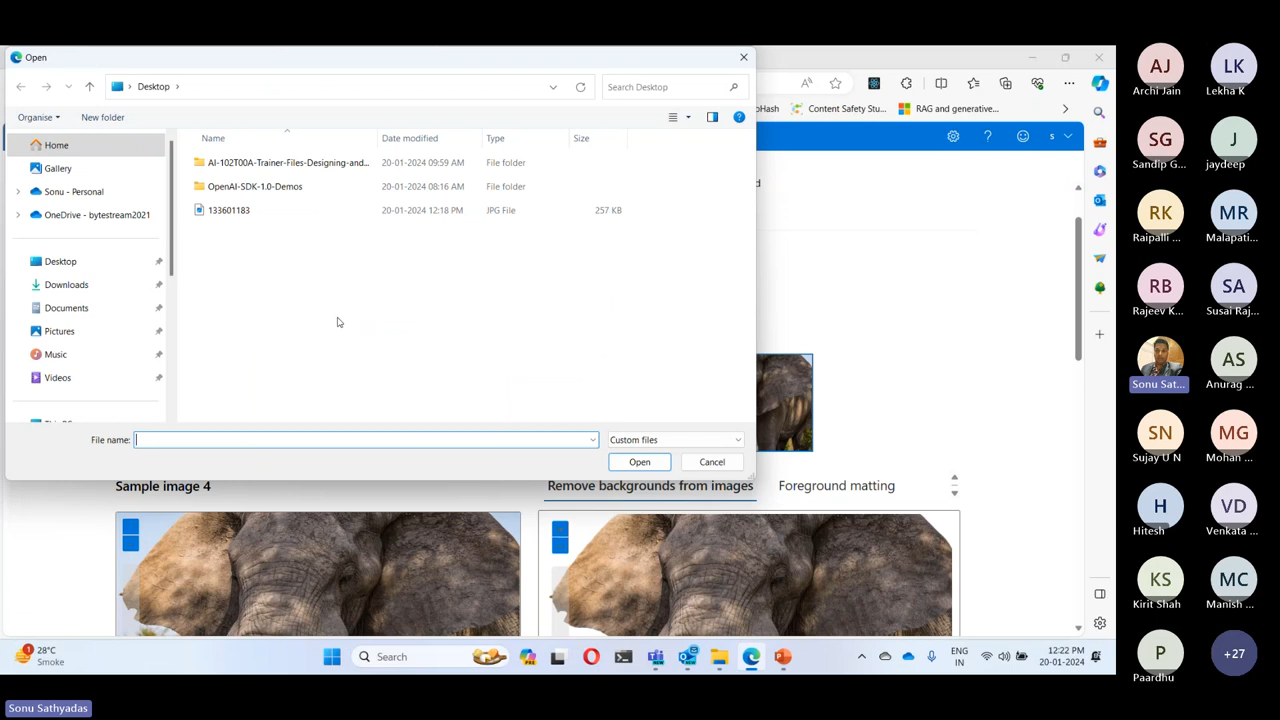 Open
Desktop
Search Desktop
Organise
New folder
Name
Date modified
Type
Size
Home
Gallery
Sonu - Personal
OneDrive - bytestream2021
Desktop
Downloads
Documents
Pictures
Music
Videos
AI-102T00A-Trainer-Files-Designing-and...
20-01-2024 09:59 AM
File folder
OpenAI-SDK-1.0-Demos
20-01-2024 08:16 AM
File folder
133601183
20-01-2024 12:18 PM
JPG File
257 KB
File name:
Custom files
Open
Cancel
pHash
Content Safety Stu...
RAG and generative...
s
d
Sample image 4
Remove backgrounds from images
Foreground matting
28°C
Smoke
Search
ENG
IN
12:22 PM
20-01-2024
AJ
Archi Jain
LK
Lekha K
SG
Sandip G...
J
jaydeep
RK
Raipalli ...
MR
Malapati...
RB
Rajeev K...
SA
Susai Raj...
Sonu Sat...
AS
Anurag ...
SN
Sujay U N
MG
Mohan ...
H
Hitesh
VD
Venkata ...
KS
Kirit Shah
MC
Manish ...
P
Paardhu
+27
Sonu Sathyadas